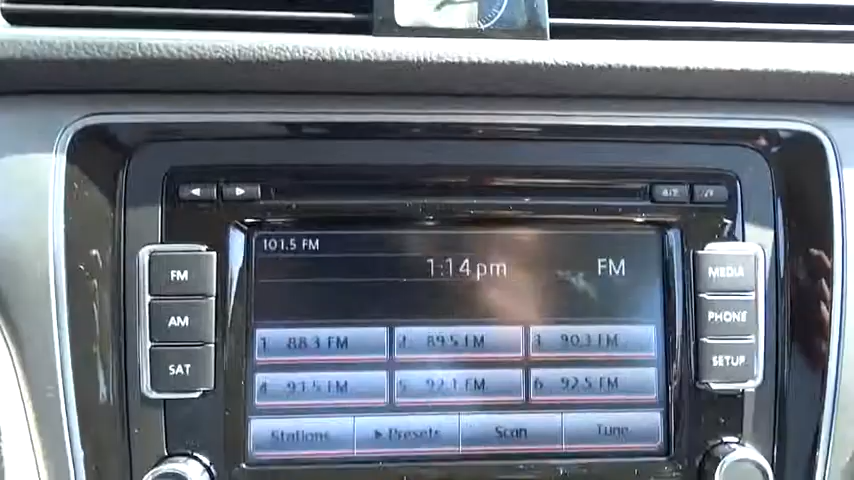 101.5 FM
1:14 pm FM
FM MEDIA
AM PHONE
SAT SETUP
1 88.3 FM 2 89.5 FM 3 90.3 FM
4 91.5 FM 5 92.1 FM 6 92.5 FM
Stations Presets Scan Tune